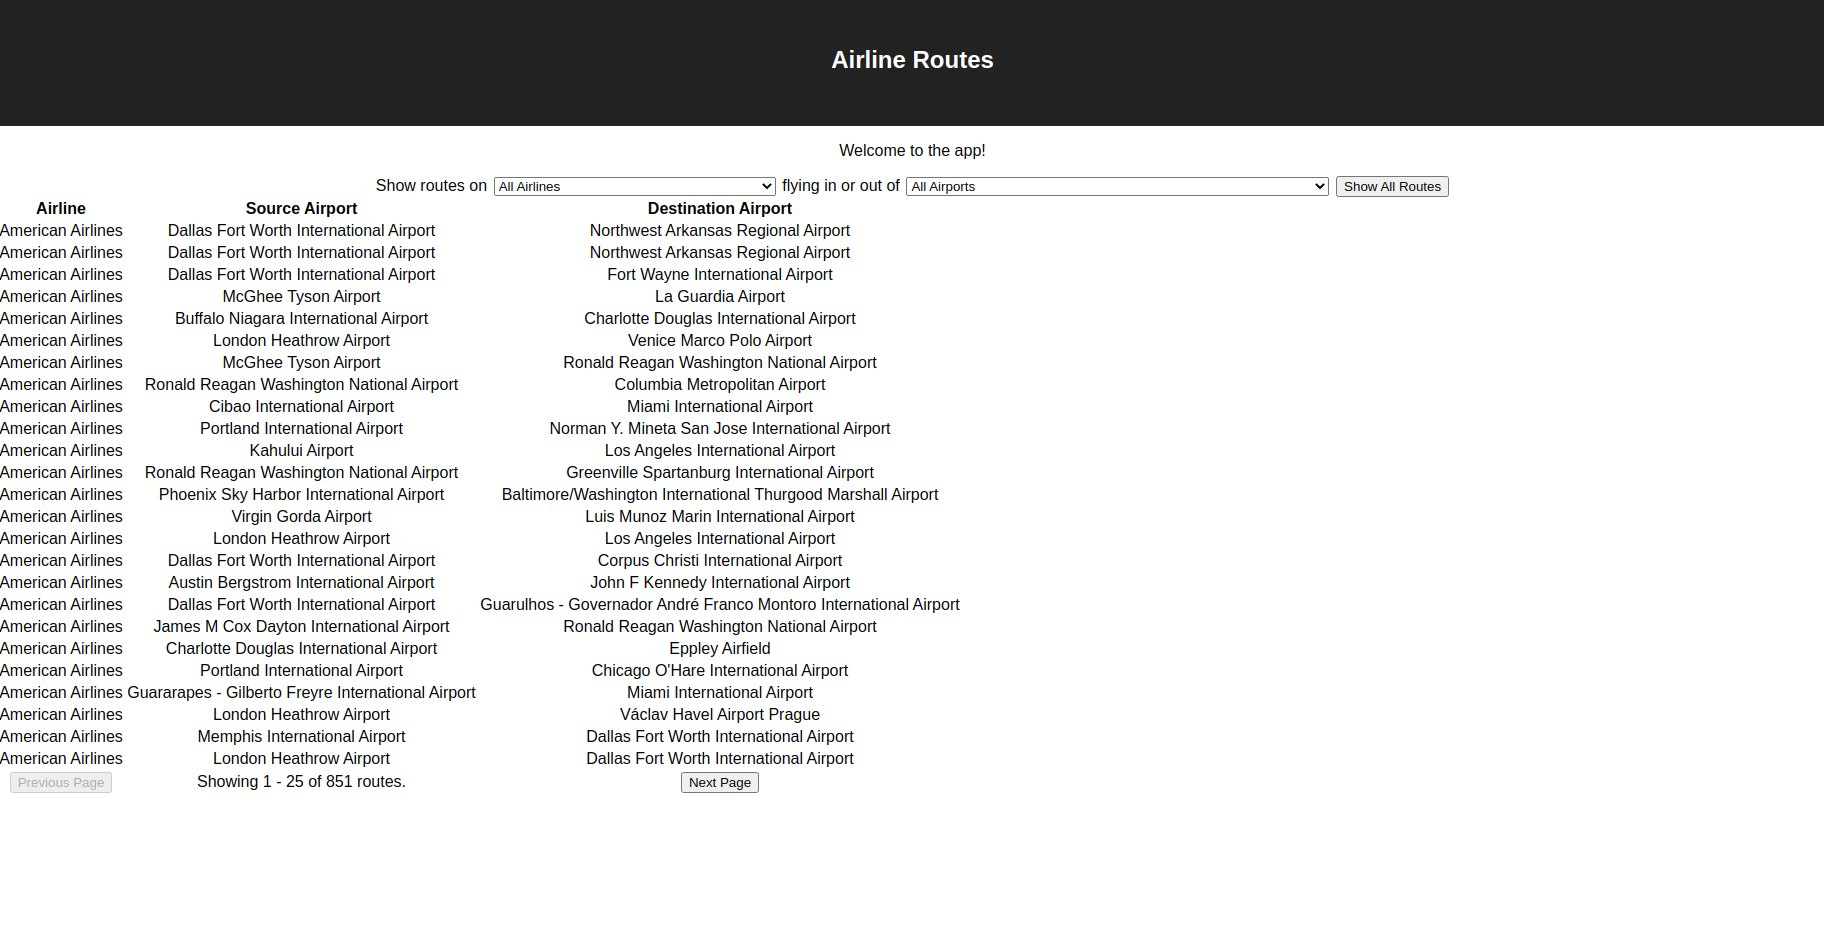 Airline Routes
Welcome to the app!
Show routes on All Airlines flying in or out of All Airports Show All Routes
Airline Source Airport Destination Airport
American Airlines Dallas Fort Worth International Airport Northwest Arkansas Regional Airport
American Airlines Dallas Fort Worth International Airport Northwest Arkansas Regional Airport
American Airlines Dallas Fort Worth International Airport Fort Wayne International Airport
American Airlines McGhee Tyson Airport La Guardia Airport
American Airlines Buffalo Niagara International Airport Charlotte Douglas International Airport
American Airlines London Heathrow Airport Venice Marco Polo Airport
American Airlines McGhee Tyson Airport Ronald Reagan Washington National Airport
American Airlines Ronald Reagan Washington National Airport Columbia Metropolitan Airport
American Airlines Cibao International Airport Miami International Airport
American Airlines Portland International Airport Norman Y. Mineta San Jose International Airport
American Airlines Kahului Airport Los Angeles International Airport
American Airlines Ronald Reagan Washington National Airport Greenville Spartanburg International Airport
American Airlines Phoenix Sky Harbor International Airport Baltimore/Washington International Thurgood Marshall Airport
American Airlines Virgin Gorda Airport Luis Munoz Marin International Airport
American Airlines London Heathrow Airport Los Angeles International Airport
American Airlines Dallas Fort Worth International Airport Corpus Christi International Airport
American Airlines Austin Bergstrom International Airport John F Kennedy International Airport
American Airlines Dallas Fort Worth International Airport Guarulhos - Governador André Franco Montoro International Airport
American Airlines James M Cox Dayton International Airport Ronald Reagan Washington National Airport
American Airlines Charlotte Douglas International Airport Eppley Airfield
American Airlines Portland International Airport Chicago O'Hare International Airport
American Airlines Guararapes - Gilberto Freyre International Airport Miami International Airport
American Airlines London Heathrow Airport Václav Havel Airport Prague
American Airlines Memphis International Airport Dallas Fort Worth International Airport
American Airlines London Heathrow Airport Dallas Fort Worth International Airport
Previous Page Showing 1 - 25 of 851 routes. Next Page